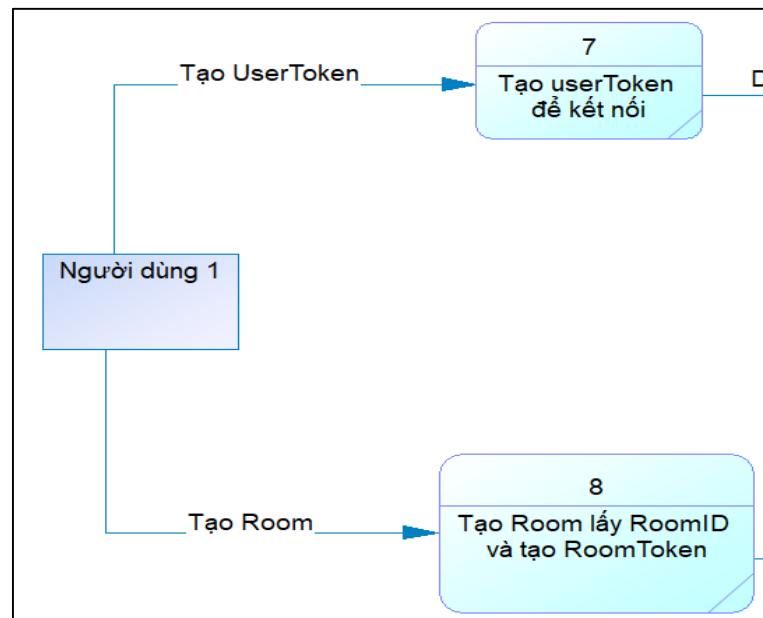 7
Tạo UserToken
Tạo userToken
để kết nối
D
Người dùng 1
8
Tạo Room
Tạo Room lấy RoomID
và tạo RoomToken